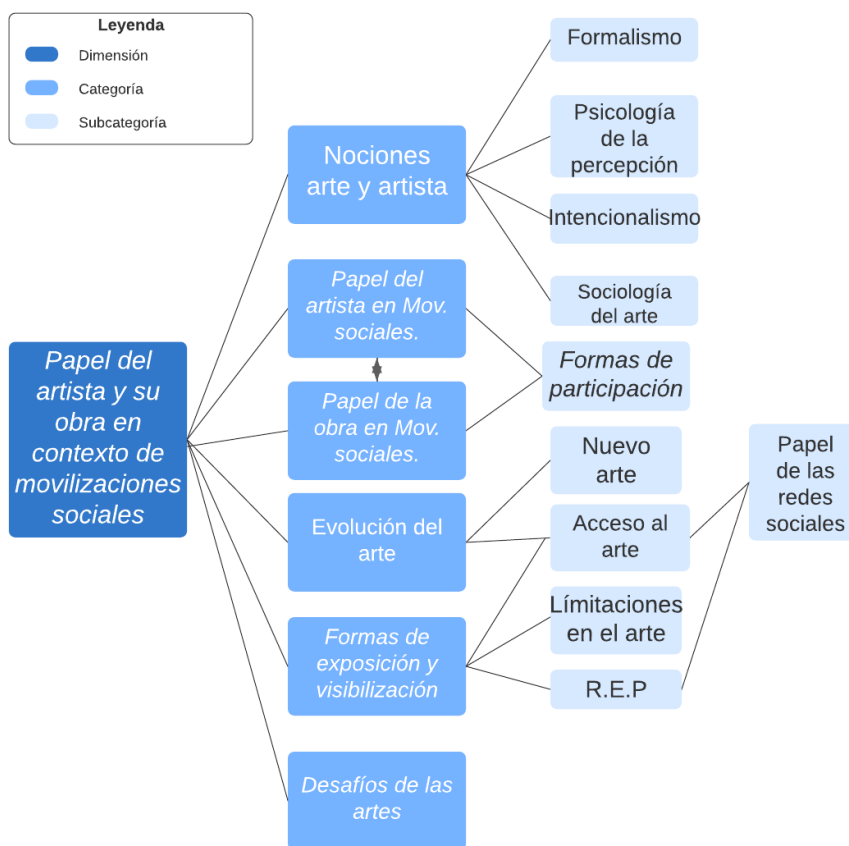 Leyenda
Dimensión
Categoría
Subcategoría
Papel del
artista y su
obra en
contexto de
movilizaciones
sociales
Nociones
arte y artista
Papel del
artista en Mov.
sociales.
Papel de la
obra en Mov.
sociales.
Evolución del
arte
Formas de
exposición y
visibilización
Desafíos de las
artes
Formalismo
Psicología
de la
percepción
Intencionalismo
Sociología
del arte
Formas de
participación
Nuevo
arte
Acceso al
arte
Límitaciones
en el arte
R.E.P
Papel
de las
redes
sociales